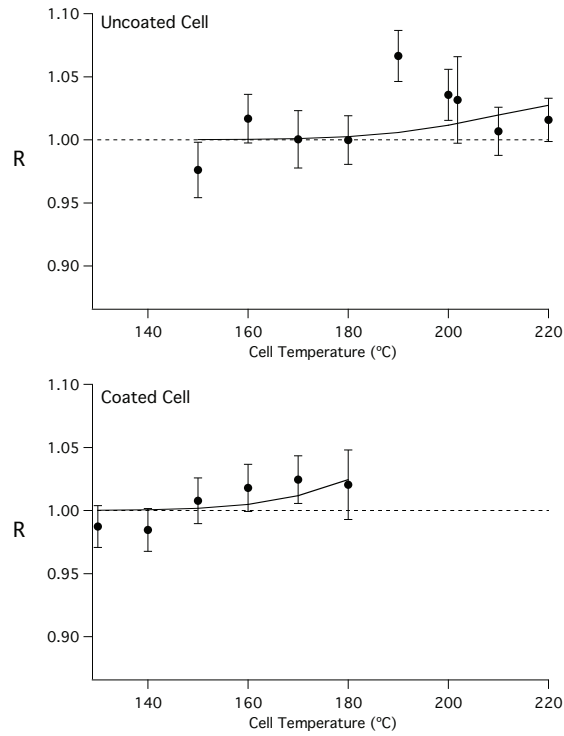 1.10
Uncoated Cell
1.05
1.00
R
0.95
0.90
140 160 180 200 220
Cell Temperature (ºC)
1.10
Coated Cell
1.05
1.00
R
0.95
0.90
140 160 180 200 220
Cell Temperature (ºC)